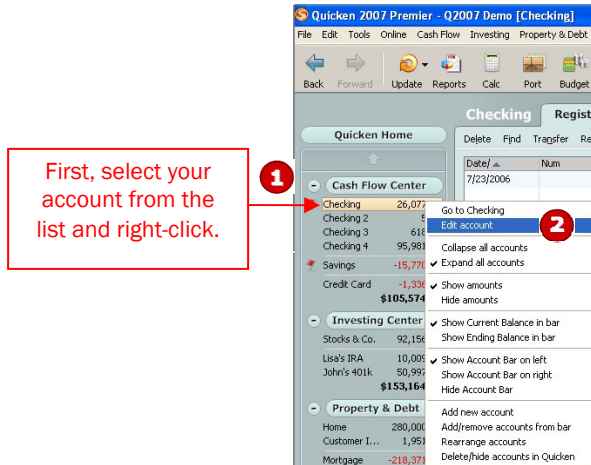 Quicken 2007 Premier - Q2007 Demo [Checking]
File Edit Tools Online Cash Flow Investing Property & Debt
Back Forward Update Reports Calc Port Budget
Checking Regist
Quicken Home
Delete Find Transfer Re
Date/ Num
7/23/2006
First, select your
account from the
list and right-click.
1
Cash Flow Center
Checking 26,077
Checking 2
Checking 3 618
Checking 4 95,981
Savings -15,770
Credit Card -1,336
$105,574
Investing Center
Stocks & Co. 92,156
Lisa's IRA 10,009
John's 401k 50,997
$153,164
Property & Debt
Home 280,000
Customer I... 1,951
Mortgage -218,371
Go to Checking
Edit account
2
Collapse all accounts
Expand all accounts
Show amounts
Hide amounts
Show Current Balance in bar
Show Ending Balance in bar
Show Account Bar on left
Show Account Bar on right
Hide Account Bar
Add new account
Add/remove accounts from bar
Rearrange accounts
Delete/hide accounts in Quicken